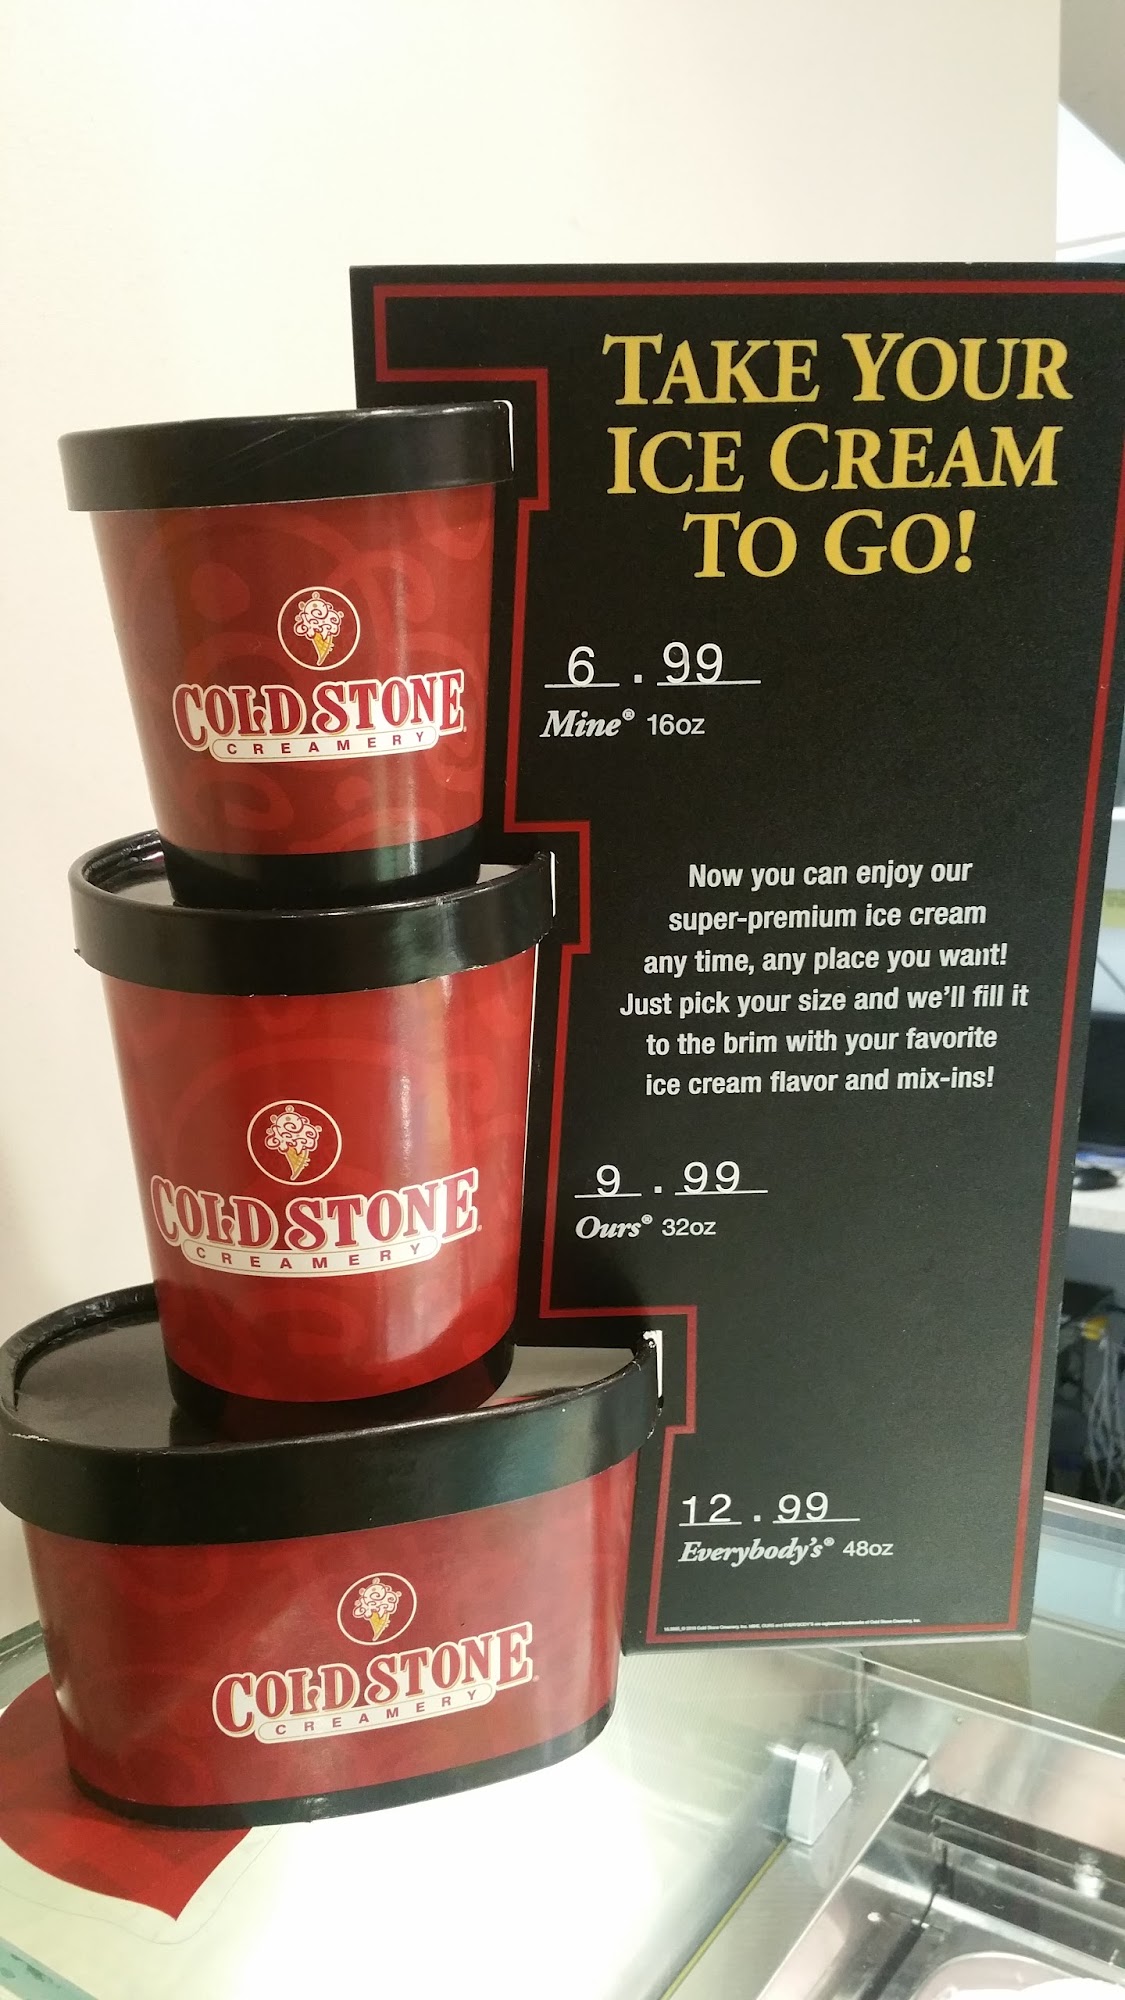 TAKE YOUR
ICE CREAM
TO GO!
6.99
Mine® 16oz
Now you can enjoy our
super-premium ice cream
any time, any place you want!
Just pick your size and we'll fill it
to the brim with your favorite
ice cream flavor and mix-ins!
9.99
Ours® 32oz
12.99
Everybody's® 48oz
COLD STONE
CREAMERY
COLD STONE
CREAMERY
COLD STONE
CREAMERY